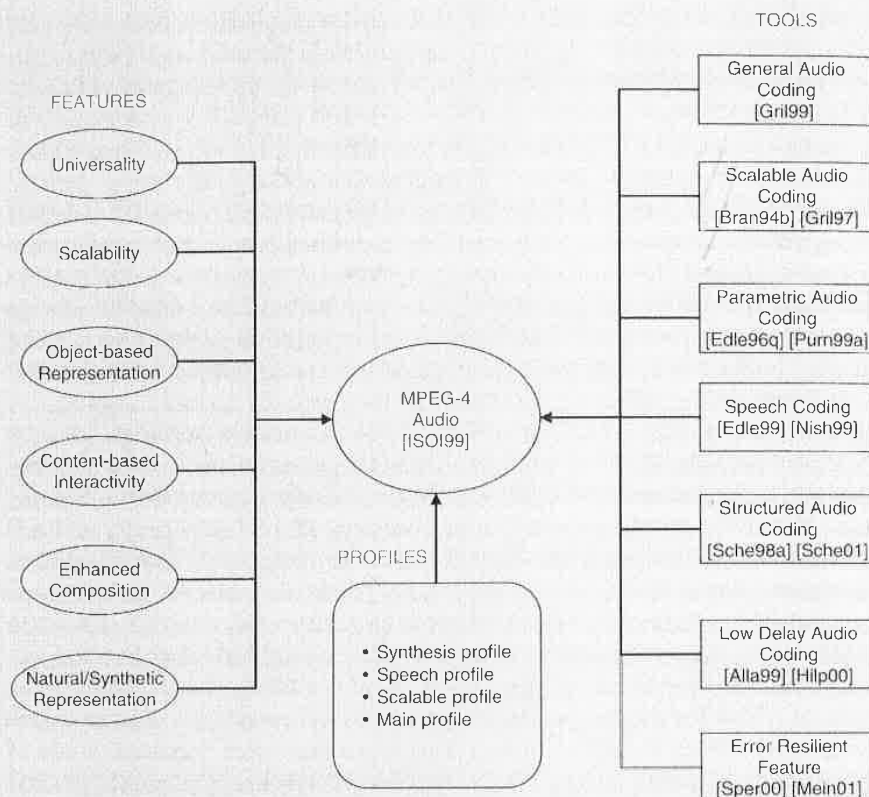 TOOLS
General Audio
Coding
[Gril99]
FEATURES
Universality
Scalable Audio
Coding
[Bran94b] [Gril97]
Scalability
Parametric Audio
Coding
[Edle96q] [Purn99a]
Object-based
Representation
MPEG-4
Audio
[ISOI99]
Speech Coding
[Edle99] [Nish99]
Content-based
Interactivity
Structured Audio
Coding
[Sche98a] [Sche01]
PROFILES
Enhanced
Composition
Low Delay Audio
Coding
[Alla99] [Hilp00]
Natural/Synthetic
Representation
• Synthesis profile
• Speech profile
• Scalable profile
• Main profile
Error Resilient
Feature
[Sper00] [Mein01]